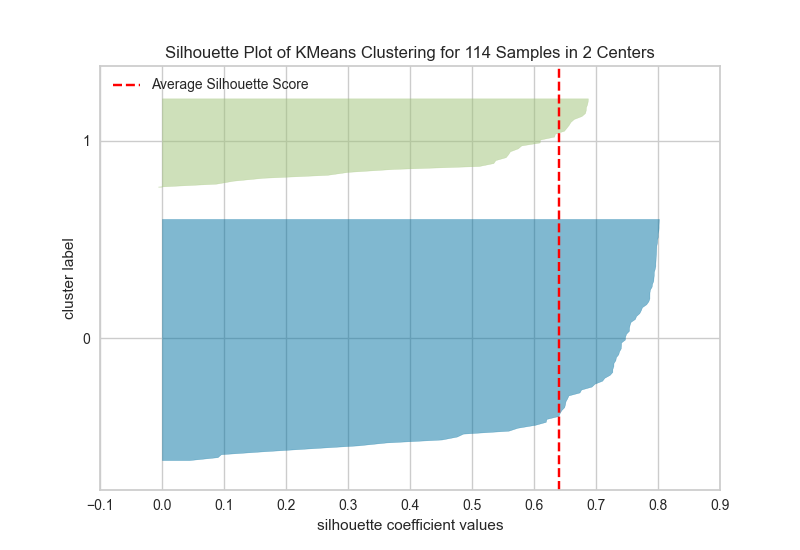 Silhouette Plot of KMeans Clustering for 114 Samples in 2 Centers
Average Silhouette Score
1
0
cluster label
−0.1 0.0 0.1 0.2 0.3 0.4 0.5 0.6 0.7 0.8 0.9
silhouette coefficient values